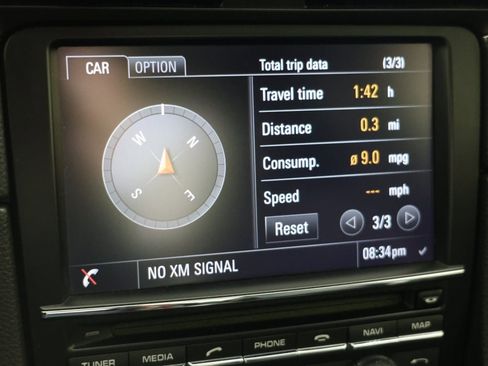 CAR OPTION Total trip data (3/3)
Travel time 1:42 h
Distance 0.3 mi
Consump. ø 9.0 mpg
Speed --- mph
Reset 3/3
W N
S E
NO XM SIGNAL 08:34pm
TUNER MEDIA PHONE NAVI MAP